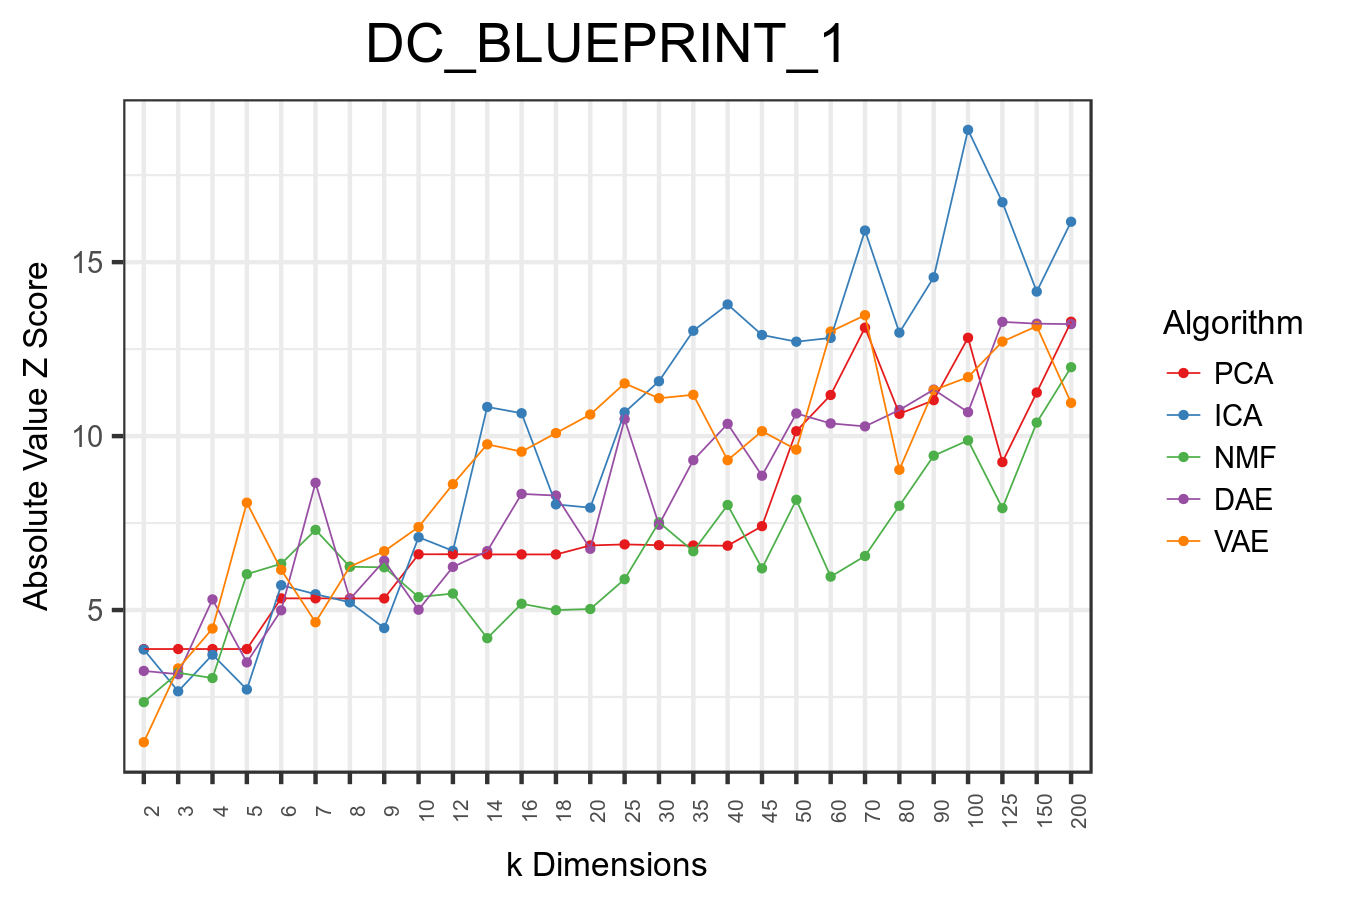 DC_BLUEPRINT_1
Absolute Value Z Score
15
10
5
2 3 4 5 6 7 8 9 10 12 14 16 18 20 25 30 35 40 45 50 60 70 80 90 100 125 150 200
k Dimensions
Algorithm
PCA
ICA
NMF
DAE
VAE